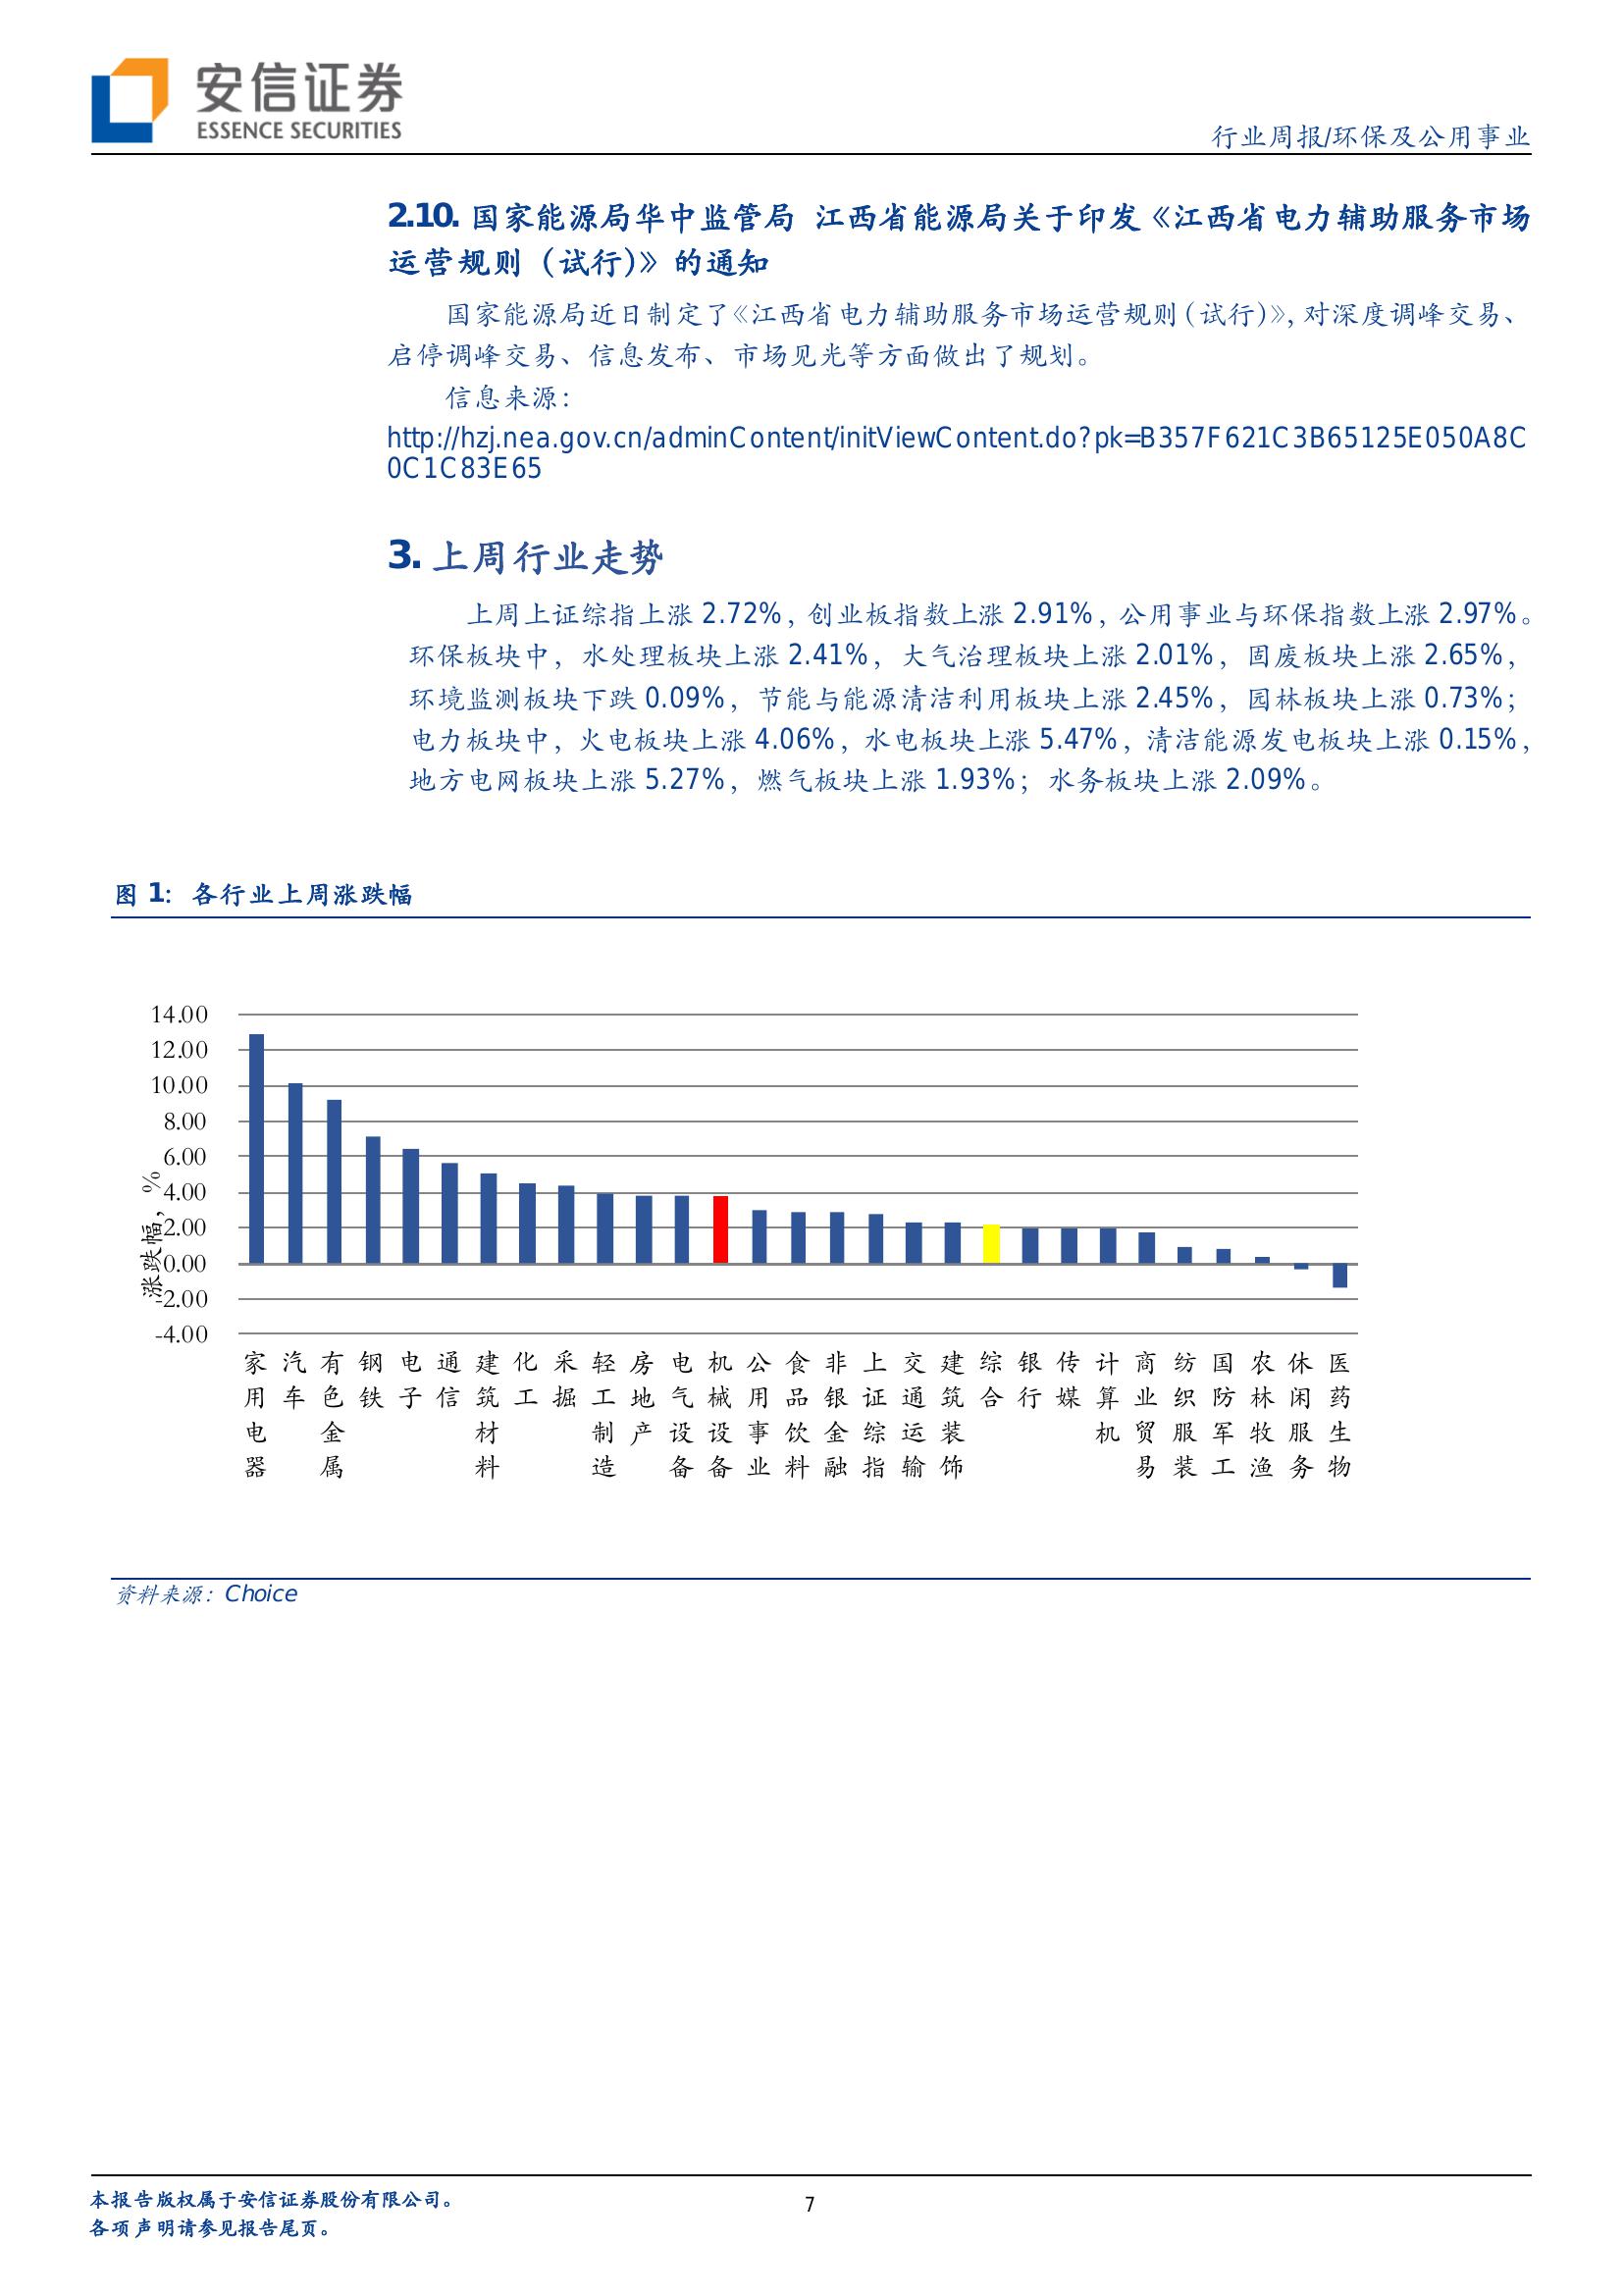 安信证券
ESSENCE SECURITIES
行业周报/环保及公用事业
2.10. 国家能源局华中监管局 江西省能源局关于印发《江西省电力辅助服务市场
运营规则（试行)》的通知
国家能源局近日制定了《江西省电力辅助服务市场运营规则（试行)》，对深度调峰交易、
启停调峰交易、信息发布、市场见光等方面做出了规划。
信息来源：
http://hzj.nea.gov.cn/adminContent/initViewContent.do?pk=B357F621C3B65125E050A8C
0C1C83E65
3. 上周行业走势
上周上证综指上涨 2.72%，创业板指数上涨 2.91%，公用事业与环保指数上涨 2.97%。
环保板块中，水处理板块上涨 2.41%，大气治理板块上涨 2.01%，固废板块上涨 2.65%，
环境监测板块下跌 0.09%，节能与能源清洁利用板块上涨 2.45%，园林板块上涨 0.73%；
电力板块中，火电板块上涨 4.06%，水电板块上涨 5.47%，清洁能源发电板块上涨 0.15%，
地方电网板块上涨 5.27%，燃气板块上涨 1.93%；水务板块上涨 2.09%。
图 1：各行业上周涨跌幅
涨跌幅，%
14.00
12.00
10.00
8.00
6.00
4.00
2.00
0.00
-2.00
-4.00
家用电器
汽车
有色金属
钢铁
电子
通信
建筑材料
化工
采掘
轻工制造
房地产
电气设备
机械设备
公用事业
食品饮料
非银金融
上证综指
交通运输
建筑装饰
综合
银行
传媒
计算机
商业贸易
纺织服装
国防军工
农林牧渔
休闲服务
医药生物
资料来源：Choice
本报告版权属于安信证券股份有限公司。
各项声明请参见报告尾页。
7